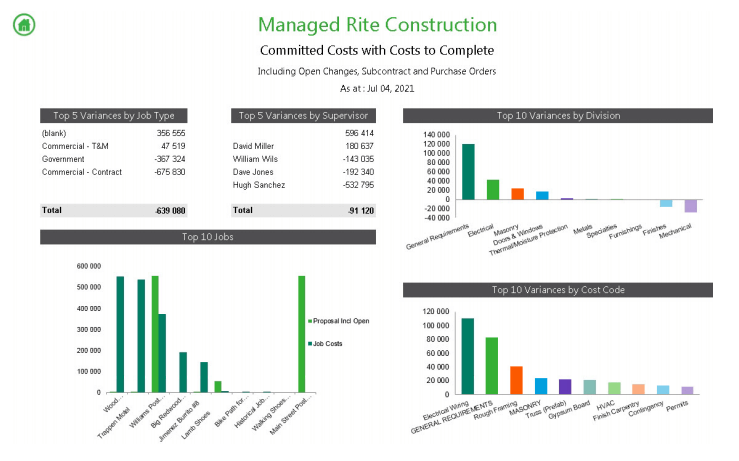 Managed Rite Construction
Committed Costs with Costs to Complete
Including Open Changes, Subcontract and Purchase Orders
As at : Jul 04, 2021
Top 5 Variances by Job Type
(blank) 356 555
Commercial - T&M 47 519
Government -367 324
Commercial - Contract -675 830
Total -639 080
Top 5 Variances by Supervisor
596 414
David Miller 180 637
William Wils -143 035
Dave Jones -192 340
Hugh Sanchez -532 795
Total -91 120
Top 10 Variances by Division
140 000
120 000
100 000
80 000
60 000
40 000
20 000
0
-20 000
-40 000
General Requirements
Electrical
Masonry
Doors & Windows
Thermal/Moisture Protection
Metals
Specialties
Furnishings
Finishes
Mechanical
Top 10 Jobs
600 000
500 000
400 000
300 000
200 000
100 000
0
Wood...
Trappen Motel
Williams Post...
Big Redwood...
Jimenez Burrito #8
Lamb Shoes
Bike Path for...
Historical Job...
Walking Shoes...
Main Street Post...
Proposal Incl Open
Job Costs
Top 10 Variances by Cost Code
120 000
100 000
80 000
60 000
40 000
20 000
0
Electrical Wiring
GENERAL REQUIREMENTS
Rough Framing
MASONRY
Truss (Prefab)
Gypsum Board
HVAC
Finish Carpentry
Contingency
Permits